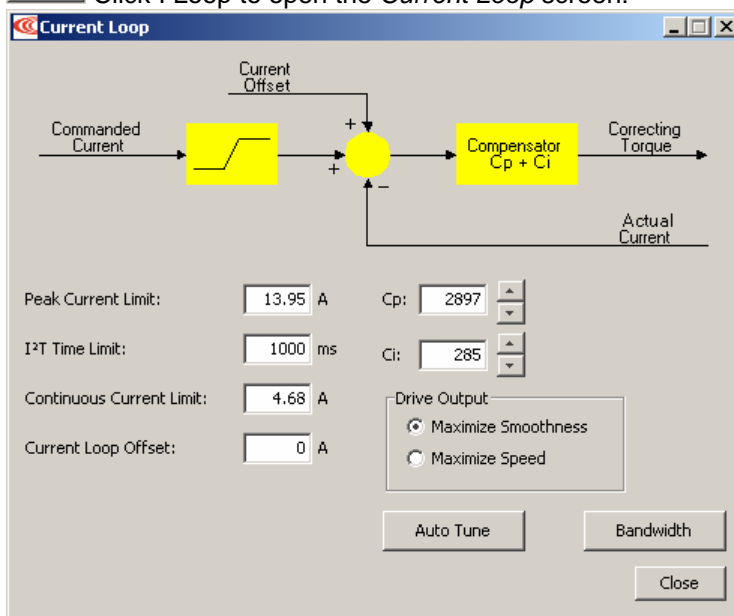 Click I Loop to open the Current Loop screen.
Current Loop
Current
Offset
Commanded
Current
+
+
−
Compensator
Cp + Ci
Correcting
Torque
Actual
Current
Peak Current Limit: 13.95 A
Cp: 2897
I²T Time Limit: 1000 ms
Ci: 285
Continuous Current Limit: 4.68 A
Drive Output
Maximize Smoothness
Current Loop Offset: 0 A
Maximize Speed
Auto Tune
Bandwidth
Close